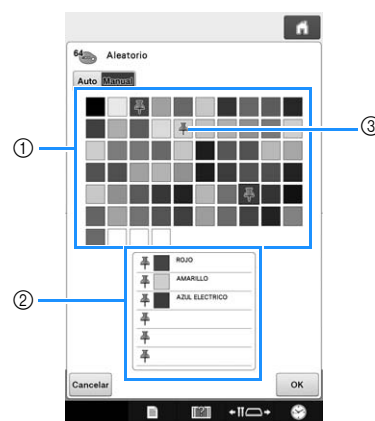 64 Aleatorio
Auto Manual
①
③
②
ROJO
AMARILLO
AZUL ELECTRICO
Cancelar OK